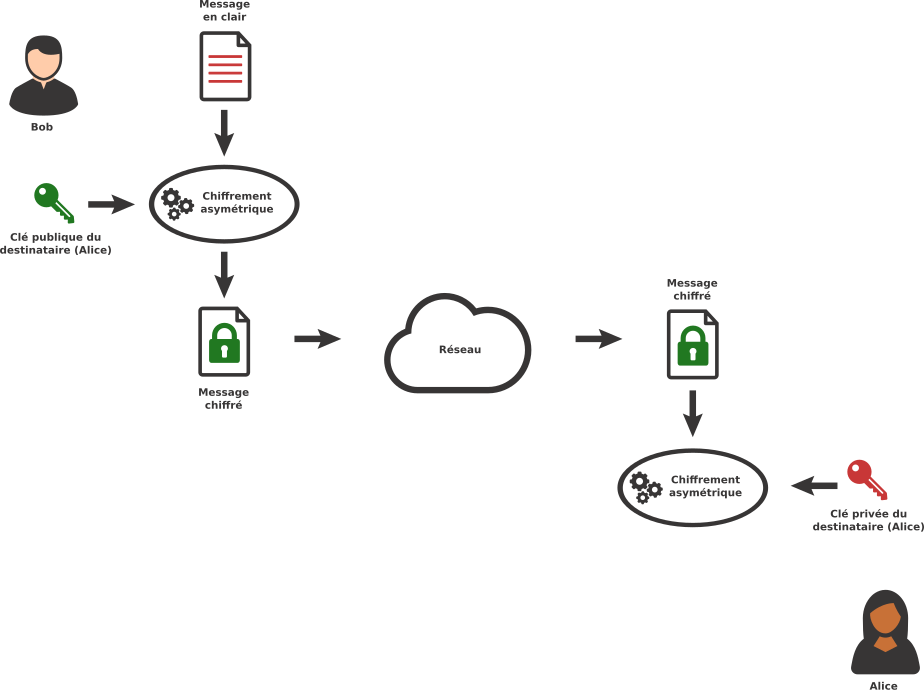 Message
en clair
Bob
Chiffrement
asymétrique
Clé publique du
destinataire (Alice)
Message
chiffré
Réseau
Message
chiffré
Chiffrement
asymétrique
Clé privée du
destinataire (Alice)
Alice